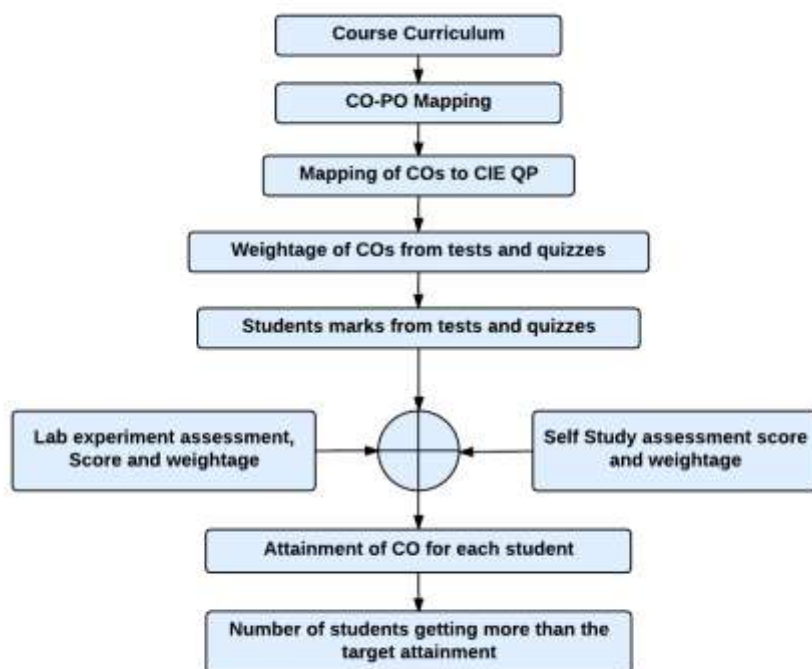 Course Curriculum
CO-PO Mapping
Mapping of COs to CIE QP
Weightage of COs from tests and quizzes
Students marks from tests and quizzes
Lab experiment assessment,
Score and weightage
Self Study assessment score
and weightage
Attainment of CO for each student
Number of students getting more than the
target attainment